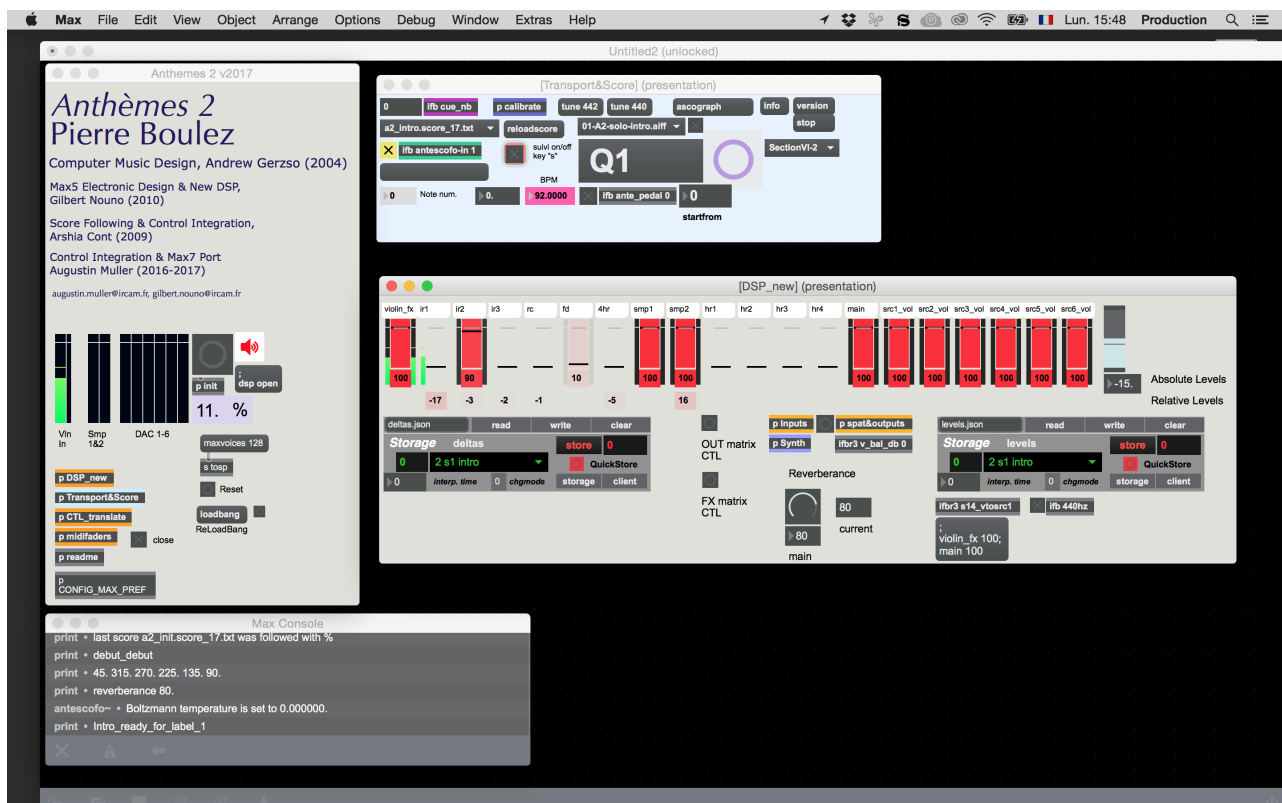 Max File Edit View Object Arrange Options Debug Window Extras Help
Lun. 15:48 Production
Untitled2 (unlocked)
Anthemes 2 v2017
Anthèmes 2
Pierre Boulez
Computer Music Design, Andrew Gerzso (2004)
Max5 Electronic Design & New DSP,
Gilbert Nouno (2010)
Score Following & Control Integration,
Arshia Cont (2009)
Control Integration & Max7 Port
Augustin Muller (2016-2017)
augustin.muller@ircam.fr, gilbert.nouno@ircam.fr
p init
;
dsp open
11. %
Vln
In
Smp
1&2
DAC 1-6
maxvoices 128
s tosp
Reset
loadbang
ReLoadBang
p DSP_new
p Transport&Score
p CTL_translate
p midifaders
close
p readme
p
CONFIG_MAX_PREF
[Transport&Score] (presentation)
0 ifb cue_nb p calibrate tune 442 tune 440 ascograph info version
stop
a2_intro.score_17.txt reloadscore 01-A2-solo-intro.aiff
ifb antescofo-in 1 suivi on/off
key "s"
Q1
SectionVI-2
BPM
0 Note num. 0. 92.0000 ifb ante_pedal 0 0
startfrom
[DSP_new] (presentation)
violin_fx ir1 ir2 ir3 rc fd 4hr smp1 smp2 hr1 hr2 hr3 hr4 main src1_vol src2_vol src3_vol src4_vol src5_vol src6_vol
100 90 10 100 100 100 100 100 100 100 100 100
-15. Absolute Levels
-17 -3 -2 -1 -5 16 Relative Levels
deltas.json read write clear
Storage deltas store 0
0 2 s1 intro QuickStore
0 interp. time 0 chgmode storage client
OUT matrix
CTL
FX matrix
CTL
p Inputs p spat&outputs
p Synth ifbr3 v_bal_db 0
Reverberance
80
current
80
main
levels.json read write clear
Storage levels store 0
0 2 s1 intro QuickStore
0 interp. time 0 chgmode storage client
ifbr3 s14_vtosrc1 ifb 440hz
;
violin_fx 100;
main 100
Max Console
print • last score a2_init.score_17.txt was followed with %
print • debut_debut
print • 45. 315. 270. 225. 135. 90.
print • reverberance 80.
antescofo~ • Boltzmann temperature is set to 0.000000.
print • Intro_ready_for_label_1